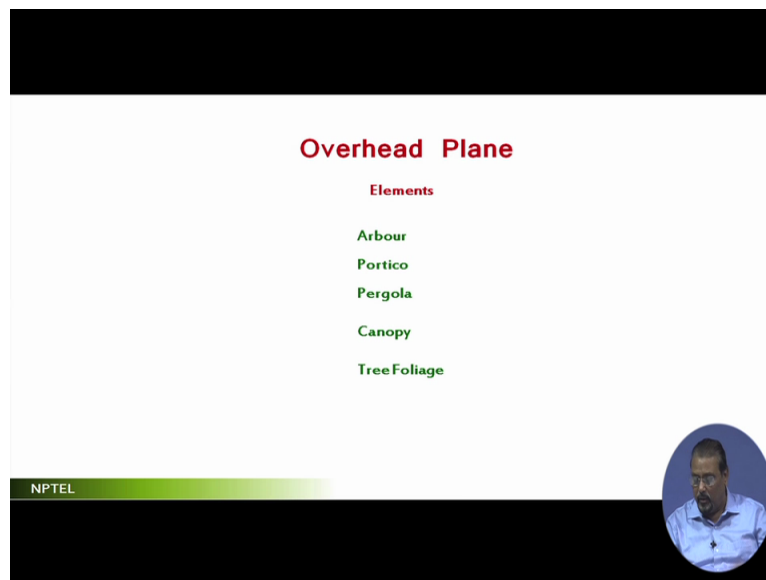 Overhead Plane
Elements
Arbour
Portico
Pergola
Canopy
Tree Foliage
NPTEL